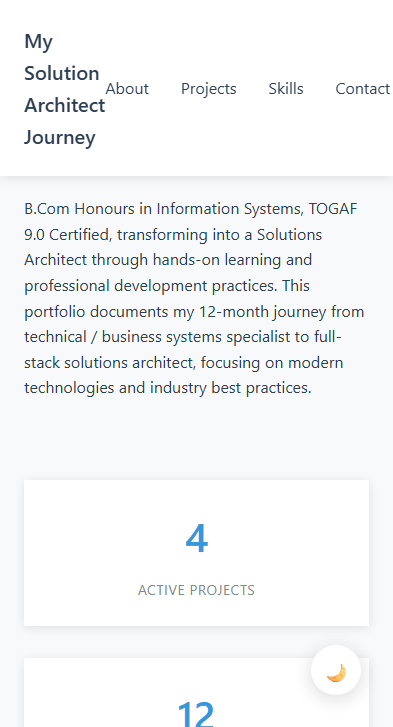 My
Solution
Architect
Journey
About Projects Skills Contact
B.Com Honours in Information Systems, TOGAF
9.0 Certified, transforming into a Solutions
Architect through hands-on learning and
professional development practices. This
portfolio documents my 12-month journey from
technical / business systems specialist to full-
stack solutions architect, focusing on modern
technologies and industry best practices.
4
ACTIVE PROJECTS
12